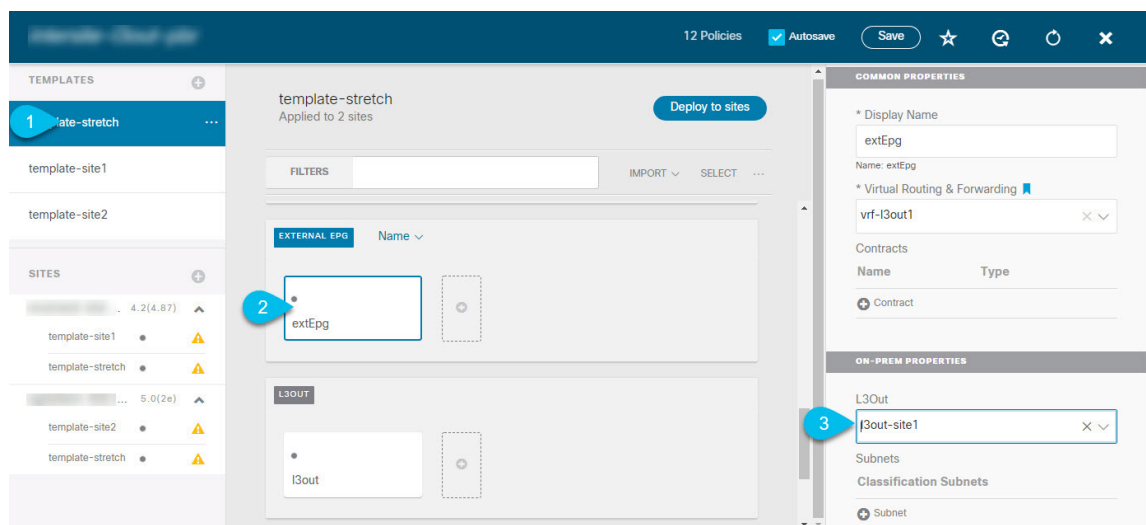 12 Policies
Autosave
Save
TEMPLATES
1
template-site1
template-site2
SITES
4.2(4.87)
template-site1
template-stretch
... 5.0(2e)
template-site2
template-stretch
template-stretch
Applied to 2 sites
Deploy to sites
FILTERS
IMPORT
SELECT
...
EXTERNAL EPG
Name
2
extEpg
L3OUT
l3out
COMMON PROPERTIES
* Display Name
extEpg
Name: extEpg
* Virtual Routing & Forwarding
vrf-l3out1
Contracts
Name Type
Contract
ON-PREM PROPERTIES
L3Out
3
l3out-site1
Subnets
Classification Subnets
Subnet